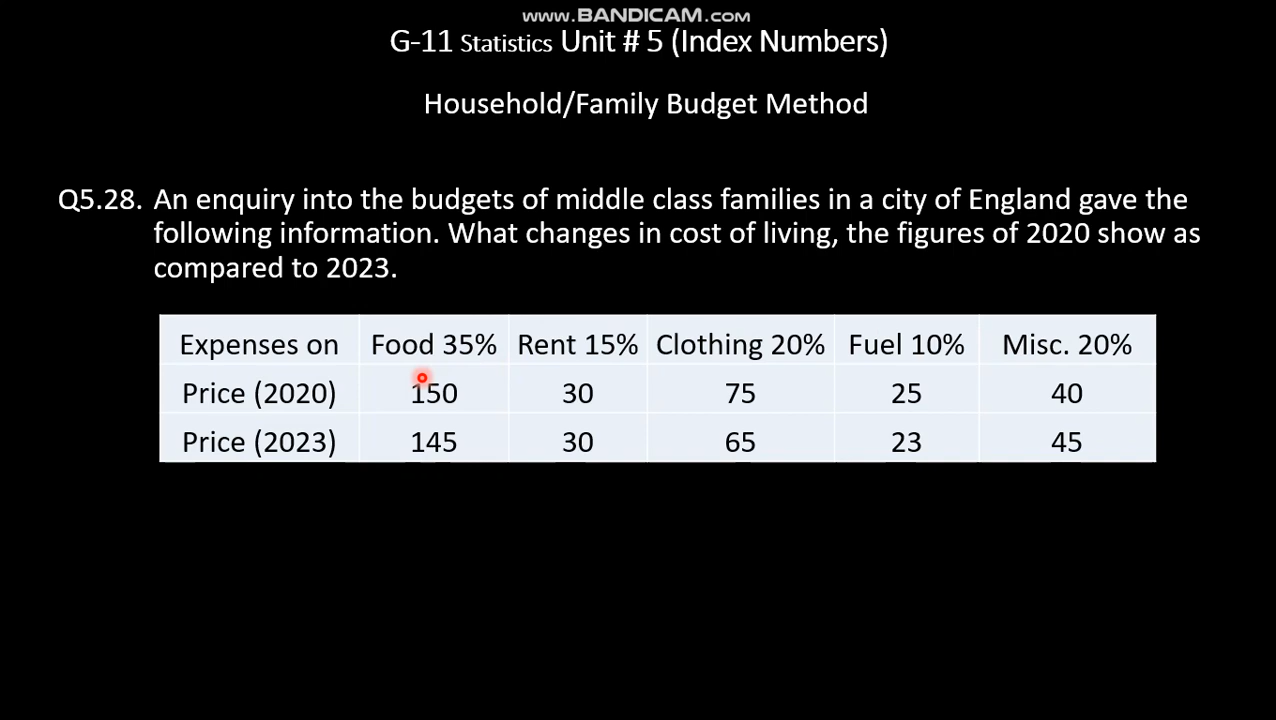 www.BANDICAM.com
G-11 Statistics Unit # 5 (Index Numbers)
Household/Family Budget Method
Q5.28. An enquiry into the budgets of middle class families in a city of England gave the
following information. What changes in cost of living, the figures of 2020 show as
compared to 2023.
Expenses on Food 35% Rent 15% Clothing 20% Fuel 10% Misc. 20%
Price (2020) 150 30 75 25 40
Price (2023) 145 30 65 23 45